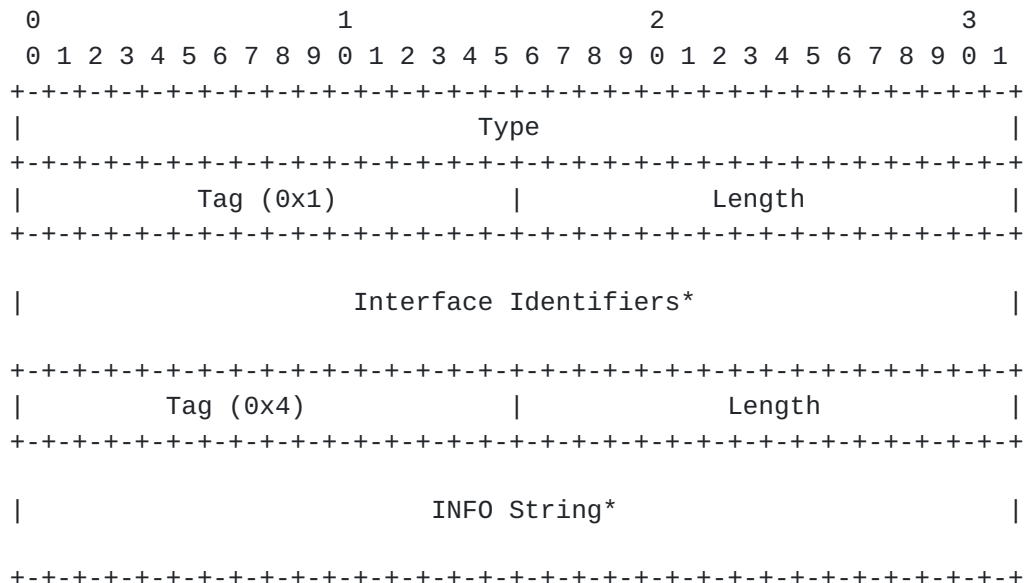 0                   1                   2                   3
 0 1 2 3 4 5 6 7 8 9 0 1 2 3 4 5 6 7 8 9 0 1 2 3 4 5 6 7 8 9 0 1
+-+-+-+-+-+-+-+-+-+-+-+-+-+-+-+-+-+-+-+-+-+-+-+-+-+-+-+-+-+-+-+-+
|                             Type                              |
+-+-+-+-+-+-+-+-+-+-+-+-+-+-+-+-+-+-+-+-+-+-+-+-+-+-+-+-+-+-+-+-+
|           Tag (0x1)           |            Length             |
+-+-+-+-+-+-+-+-+-+-+-+-+-+-+-+-+-+-+-+-+-+-+-+-+-+-+-+-+-+-+-+-+
|                     Interface Identifiers*                    |
+-+-+-+-+-+-+-+-+-+-+-+-+-+-+-+-+-+-+-+-+-+-+-+-+-+-+-+-+-+-+-+-+
|         Tag (0x4)             |             Length            |
+-+-+-+-+-+-+-+-+-+-+-+-+-+-+-+-+-+-+-+-+-+-+-+-+-+-+-+-+-+-+-+-+
|                          INFO String*                         |
+-+-+-+-+-+-+-+-+-+-+-+-+-+-+-+-+-+-+-+-+-+-+-+-+-+-+-+-+-+-+-+-+